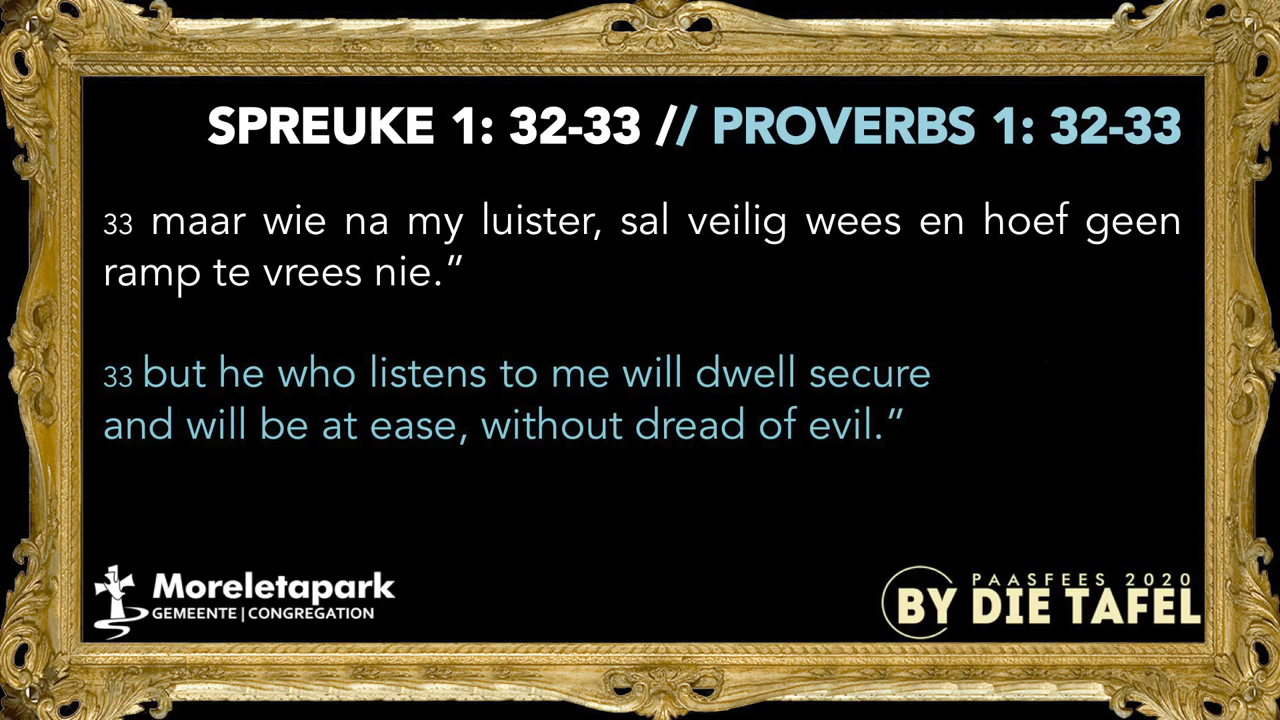 SPREUKE 1: 32-33 // PROVERBS 1: 32-33
33 maar wie na my luister, sal veilig wees en hoef geen
ramp te vrees nie.”
33 but he who listens to me will dwell secure
and will be at ease, without dread of evil.”
Moreletapark
GEMEENTE | CONGREGATION
PAASFEES 2020
BY DIE TAFEL